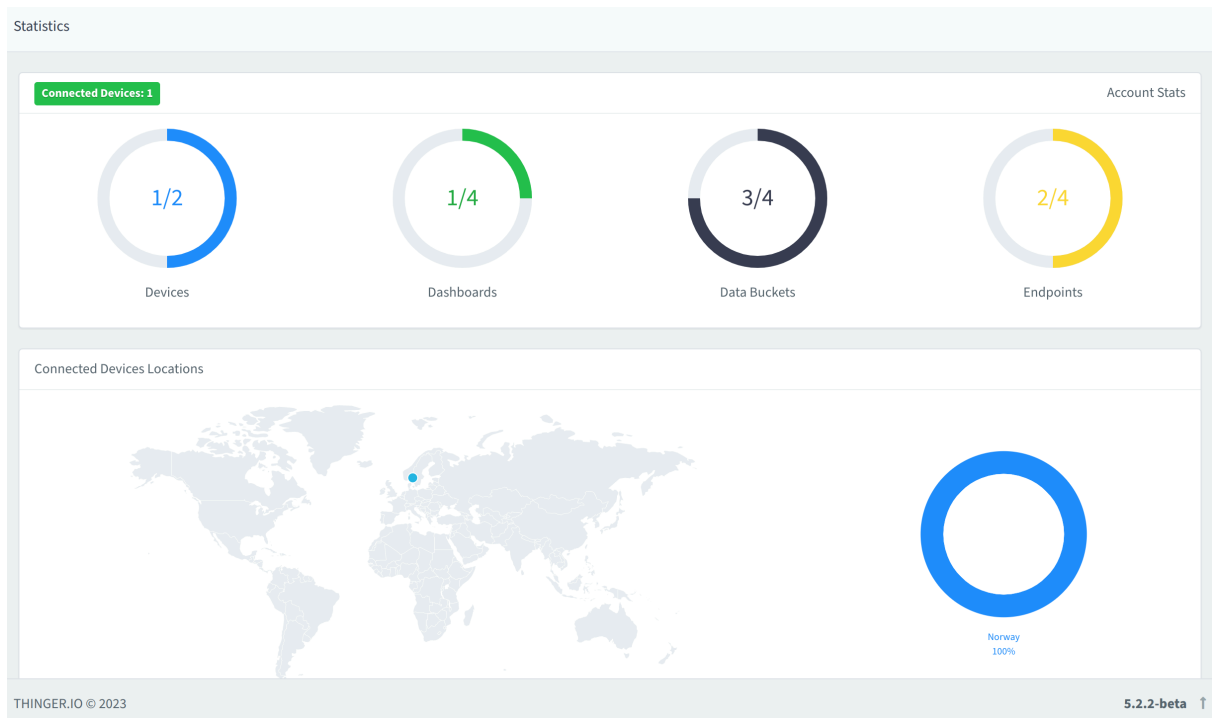 Statistics
Connected Devices: 1
Account Stats
1/2
1/4
3/4
2/4
Devices
Dashboards
Data Buckets
Endpoints
Connected Devices Locations
Norway
100%
THINGER.IO © 2023
5.2.2-beta ↑